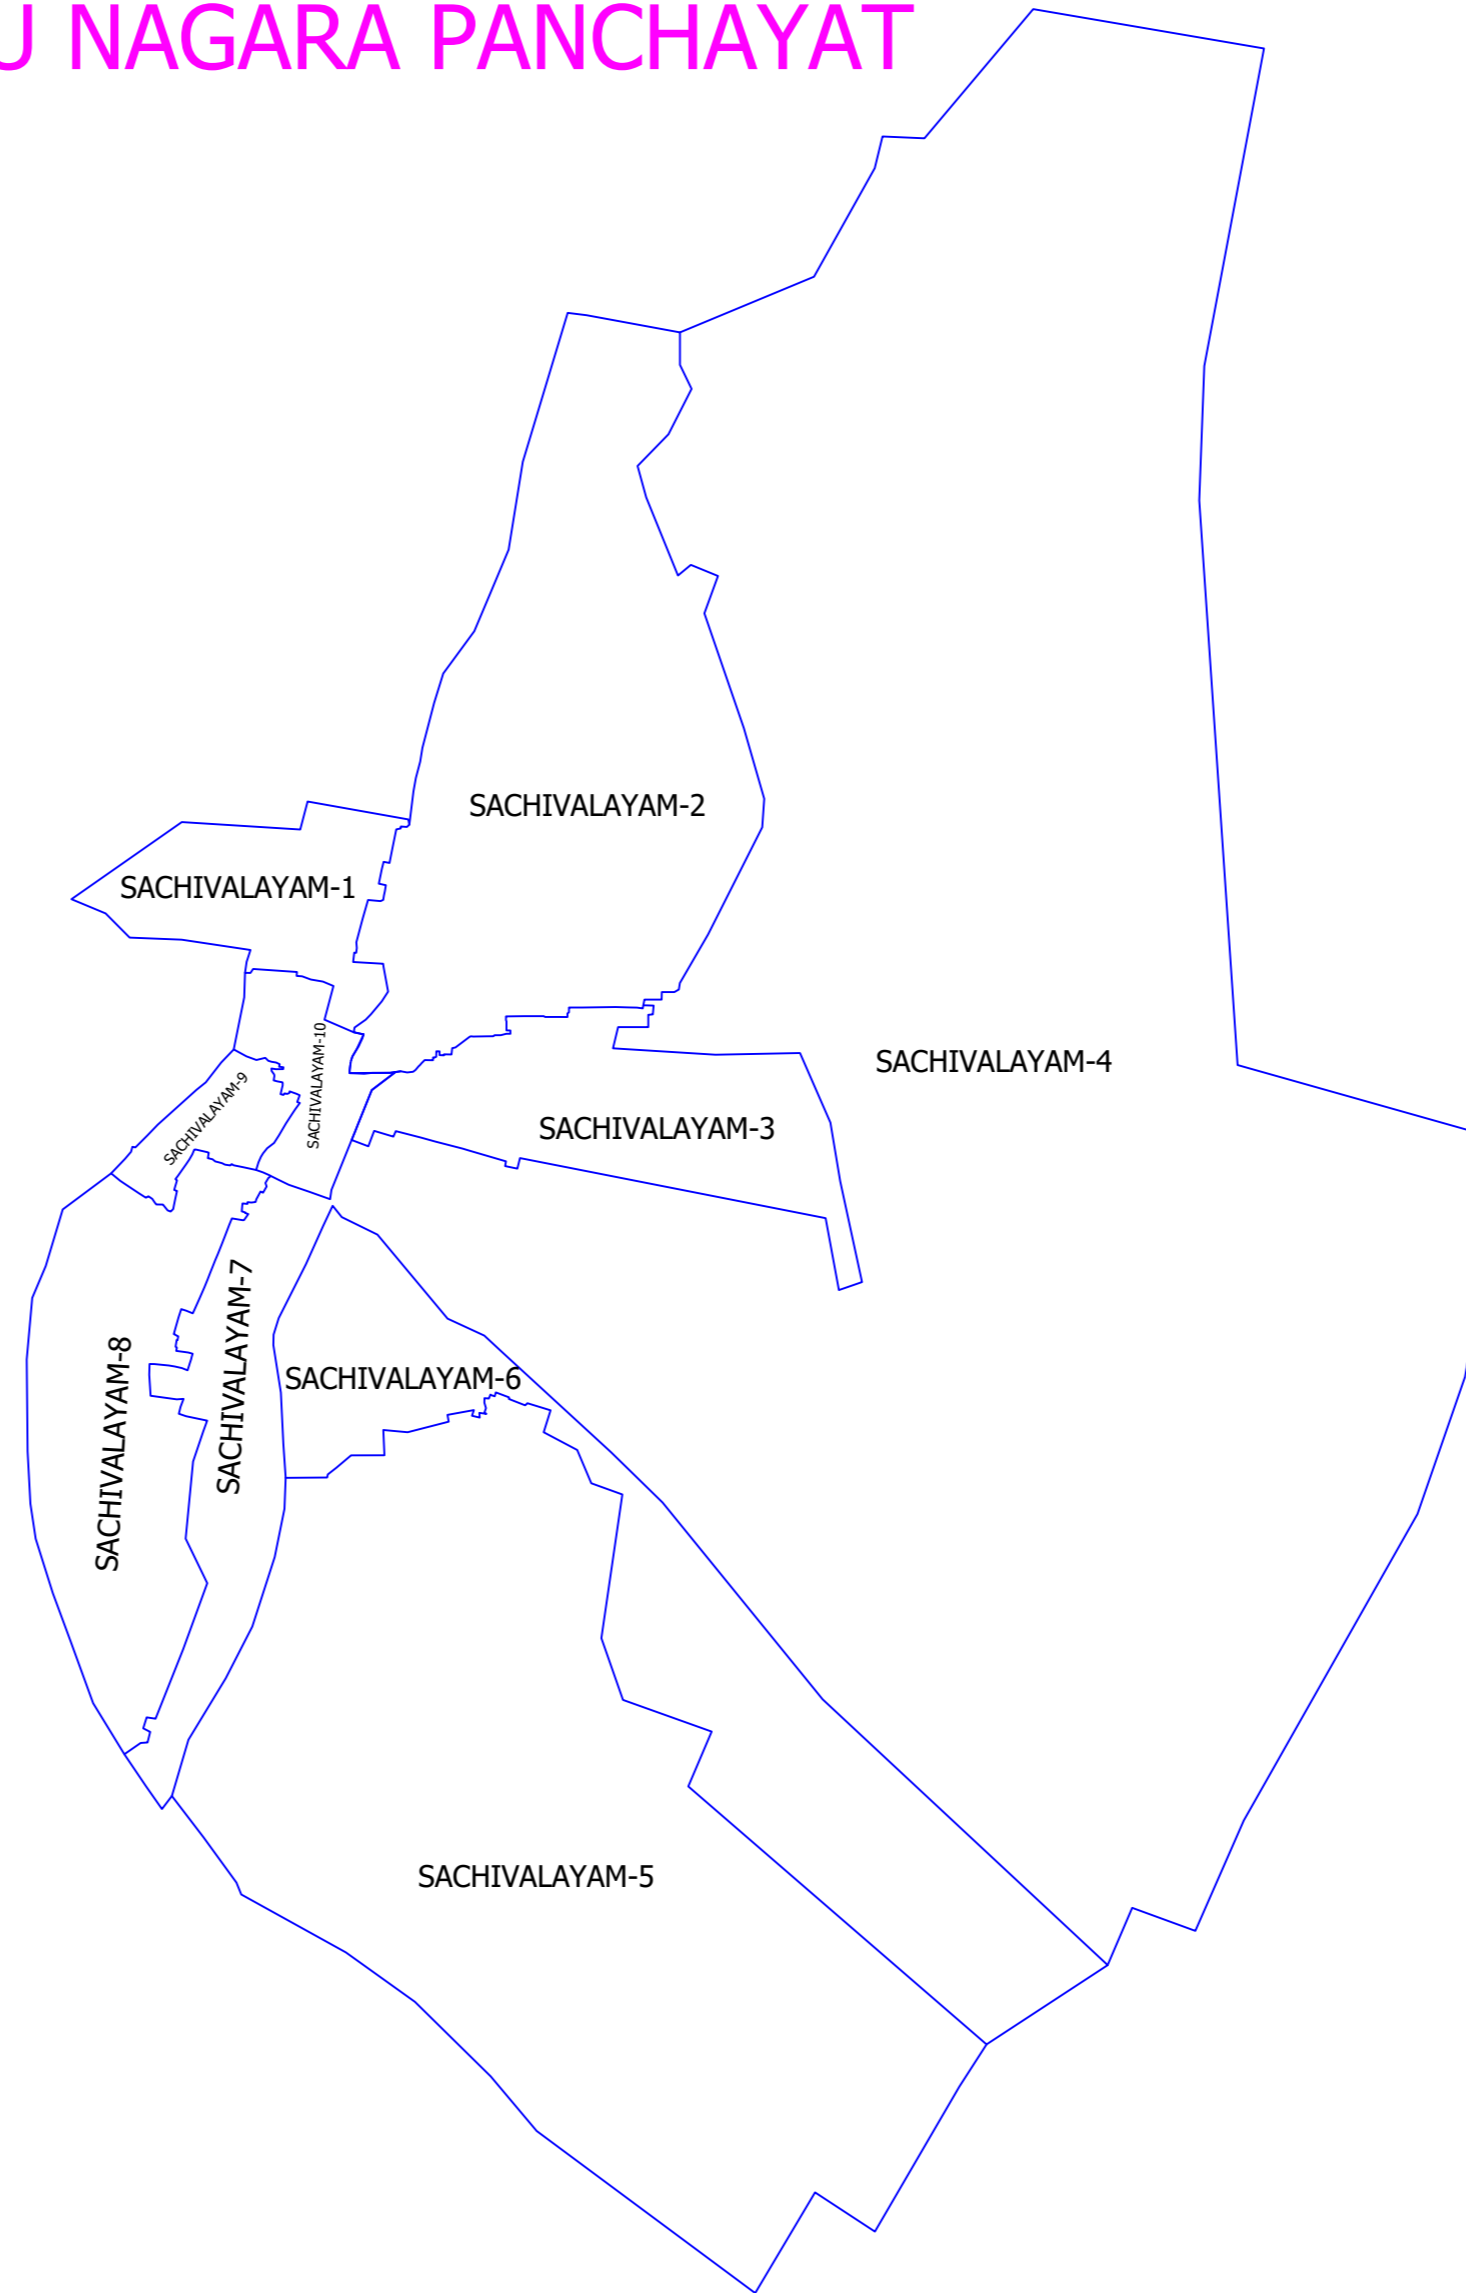 U NAGARA PANCHAYAT
SACHIVALAYAM-2
SACHIVALAYAM-1
SACHIVALAYAM-10
SACHIVALAYAM-4
SACHIVALAYAM-9
SACHIVALAYAM-3
SACHIVALAYAM-7
SACHIVALAYAM-8
SACHIVALAYAM-6
SACHIVALAYAM-5